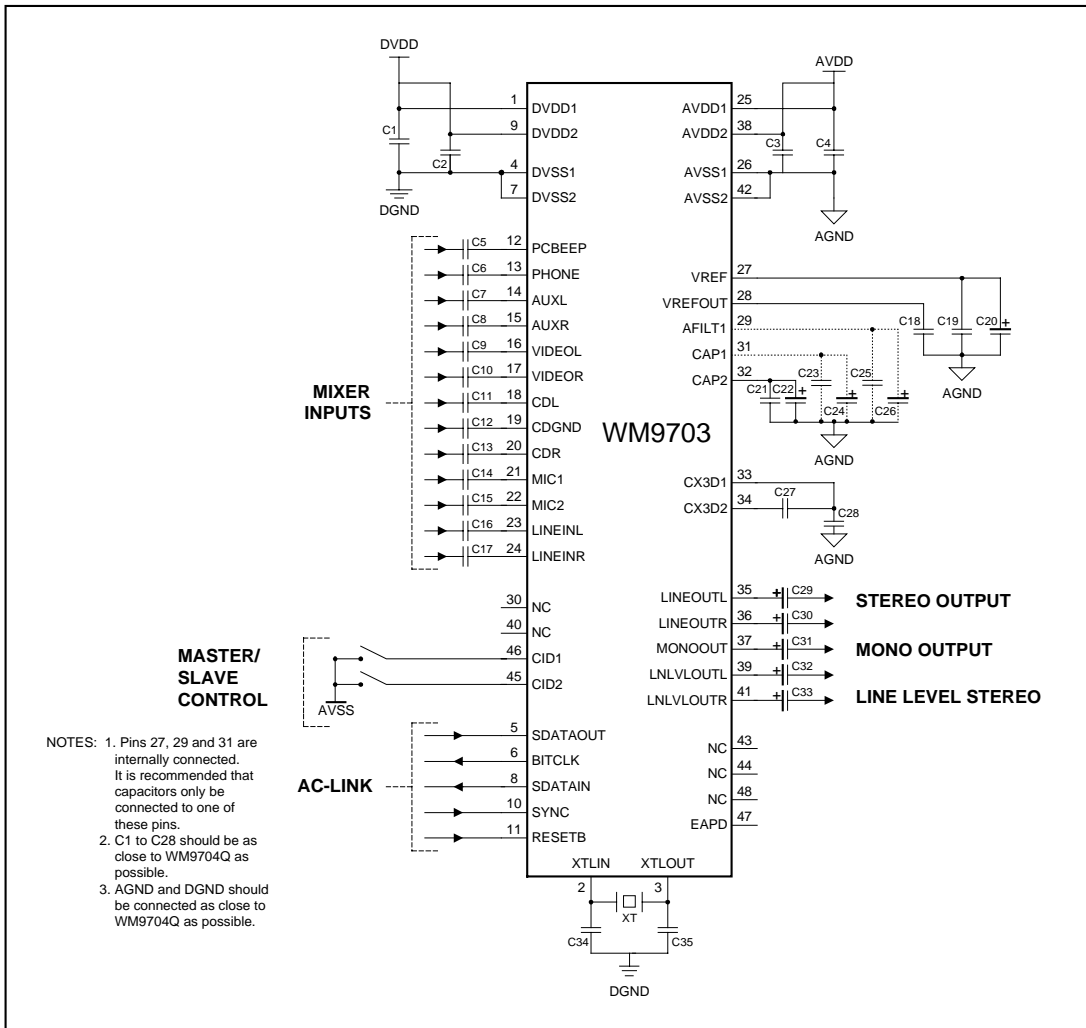 DVDD
AVDD
1 DVDD1
9 DVDD2
4 DVSS1
7 DVSS2
C1
C2
DGND
AVDD1 25
AVDD2 38
AVSS1 26
AVSS2 42
C3
C4
AGND
MIXER
INPUTS
C5 12 PCBEEP
C6 13 PHONE
C7 14 AUXL
C8 15 AUXR
C9 16 VIDEOL
C10 17 VIDEOR
C11 18 CDL
C12 19 CDGND
C13 20 CDR
C14 21 MIC1
C15 22 MIC2
C16 23 LINEINL
C17 24 LINEINR
WM9703
VREF 27
VREFOUT 28
AFILT1 29
CAP1 31
CAP2 32
C18 C19 C20 +
AGND
C21 C22 + C23 C24 + C25 C26 +
AGND
CX3D1 33
CX3D2 34
C27
C28
AGND
30 NC
40 NC
46 CID1
45 CID2
MASTER/
SLAVE
CONTROL
AVSS
LINEOUTL 35 + C29 STEREO OUTPUT
LINEOUTR 36 + C30
MONOOUT 37 + C31 MONO OUTPUT
LNLVLOUTL 39 + C32
LNLVLOUTR 41 + C33 LINE LEVEL STEREO
AC-LINK
5 SDATAOUT
6 BITCLK
8 SDATAIN
10 SYNC
11 RESETB
NC 43
NC 44
NC 48
EAPD 47
XTLIN XTLOUT
2 3
XT
C34 C35
DGND
NOTES: 1. Pins 27, 29 and 31 are
internally connected.
It is recommended that
capacitors only be
connected to one of
these pins.
2. C1 to C28 should be as
close to WM9704Q as
possible.
3. AGND and DGND should
be connected as close to
WM9704Q as possible.